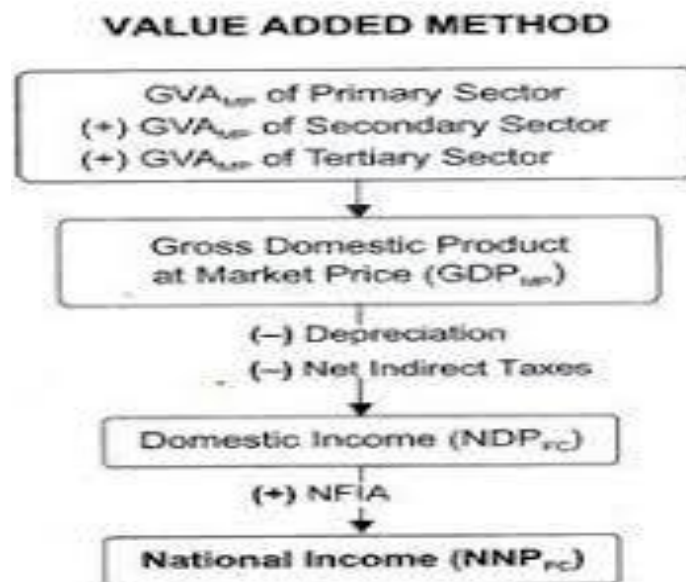 VALUE ADDED METHOD
GVAMP of Primary Sector
(+) GVAMP of Secondary Sector
(+) GVAMP of Tertiary Sector
Gross Domestic Product
at Market Price (GDPMP)
(–) Depreciation
(–) Net Indirect Taxes
Domestic Income (NDPFC)
(+) NFIA
National Income (NNPFC)